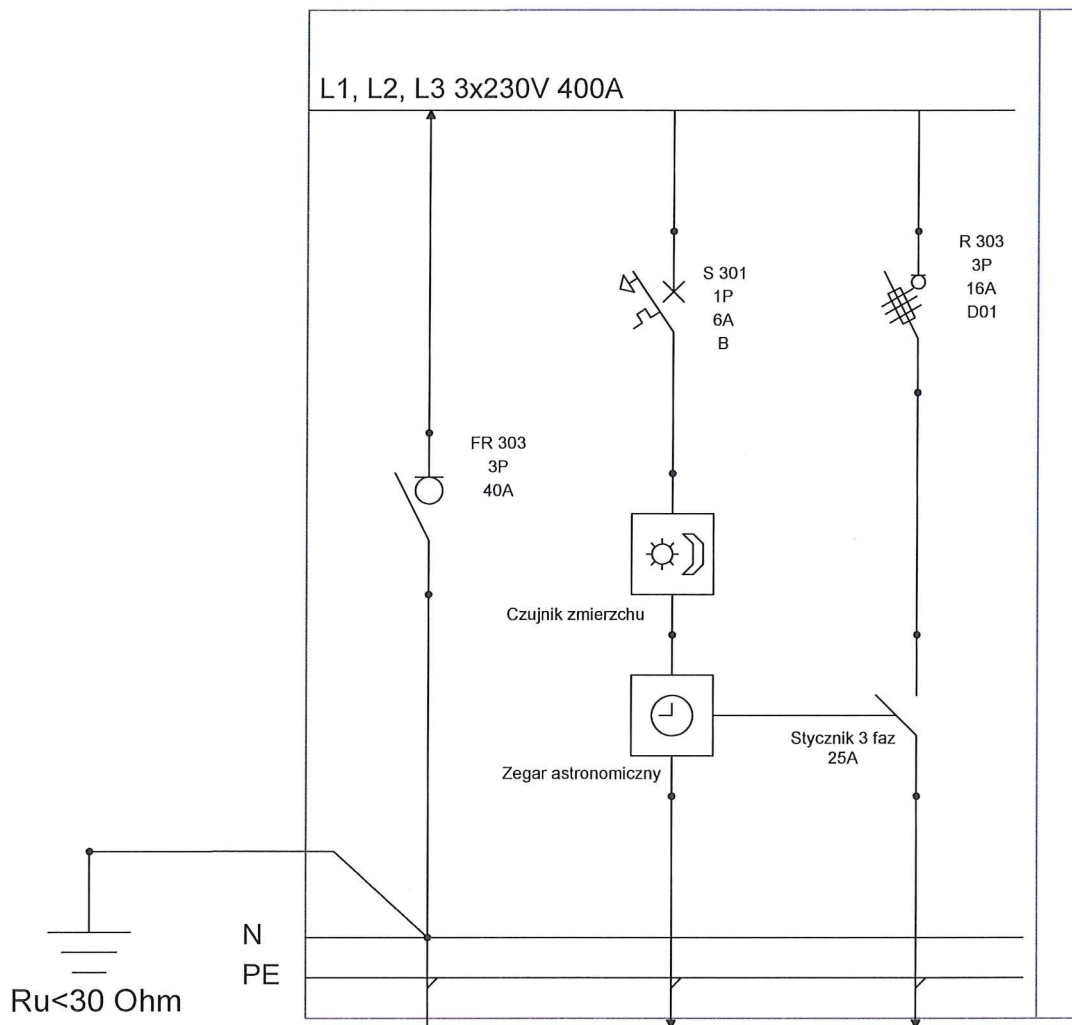 L1, L2, L3 3x230V 400A
R 303
3P
16A
D01
S 301
1P
6A
B
FR 303
3P
40A
Czujnik zmierzchu
Stycznik 3 faz
25A
Zegar astronomiczny
N
PE
Ru<30 Ohm